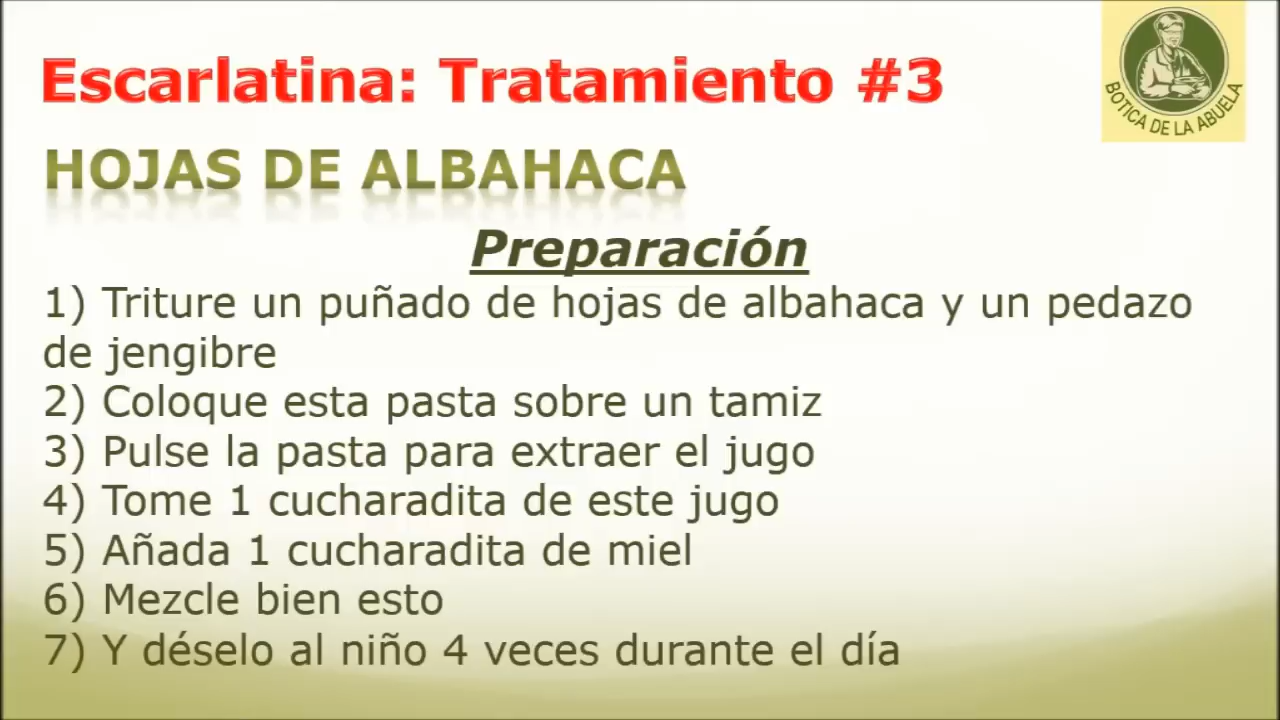 Escarlatina: Tratamiento #3
BOTICA DE LA ABUELA
HOJAS DE ALBAHACA
Preparación
1) Triture un puñado de hojas de albahaca y un pedazo
de jengibre
2) Coloque esta pasta sobre un tamiz
3) Pulse la pasta para extraer el jugo
4) Tome 1 cucharadita de este jugo
5) Añada 1 cucharadita de miel
6) Mezcle bien esto
7) Y déselo al niño 4 veces durante el día